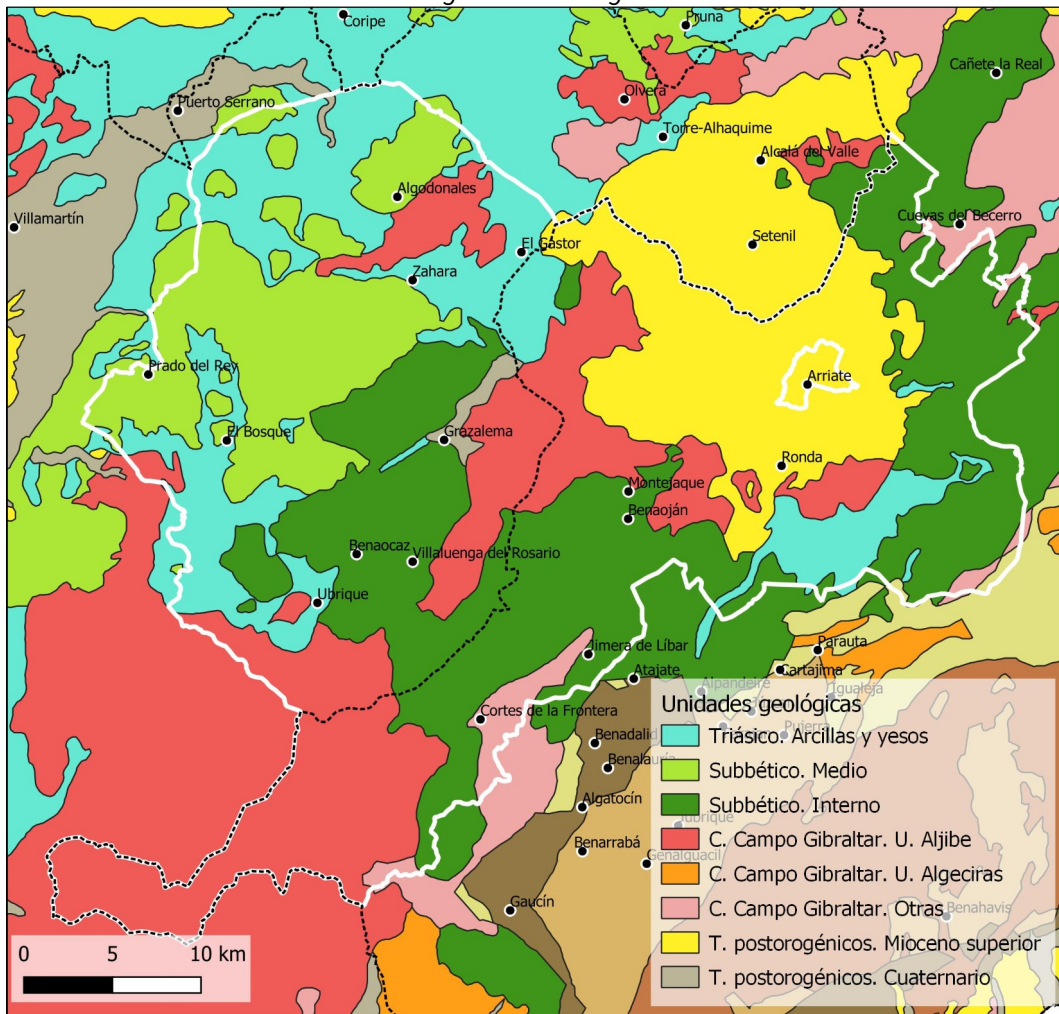 Coripe
Pruna
Cañete la Real
Puerto Serrano
Olvera
Torre-Alhaquime
Alcalá del Valle
Algodonales
Villamartín
Cuevas del Becerro
Setenil
El Gastor
Zahara
Prado del Rey
Arriate
El Bosque
Grazalema
Ronda
Montejaque
Benaoján
Benaocaz
Villaluenga del Rosario
Ubrique
Jimera de Líbar
Parauta
Atajate
Cartajima
Alpandeire
Igualeja
Cortes de la Frontera
Pujerra
Benadalid
Benalauría
Algatocín
Jubrique
Benarrabá
Genalguacil
Gaucín
Benahavis
Unidades geológicas
Triásico. Arcillas y yesos
Subbético. Medio
Subbético. Interno
C. Campo Gibraltar. U. Aljibe
C. Campo Gibraltar. U. Algeciras
C. Campo Gibraltar. Otras
T. postorogénicos. Mioceno superior
T. postorogénicos. Cuaternario
0 5 10 km